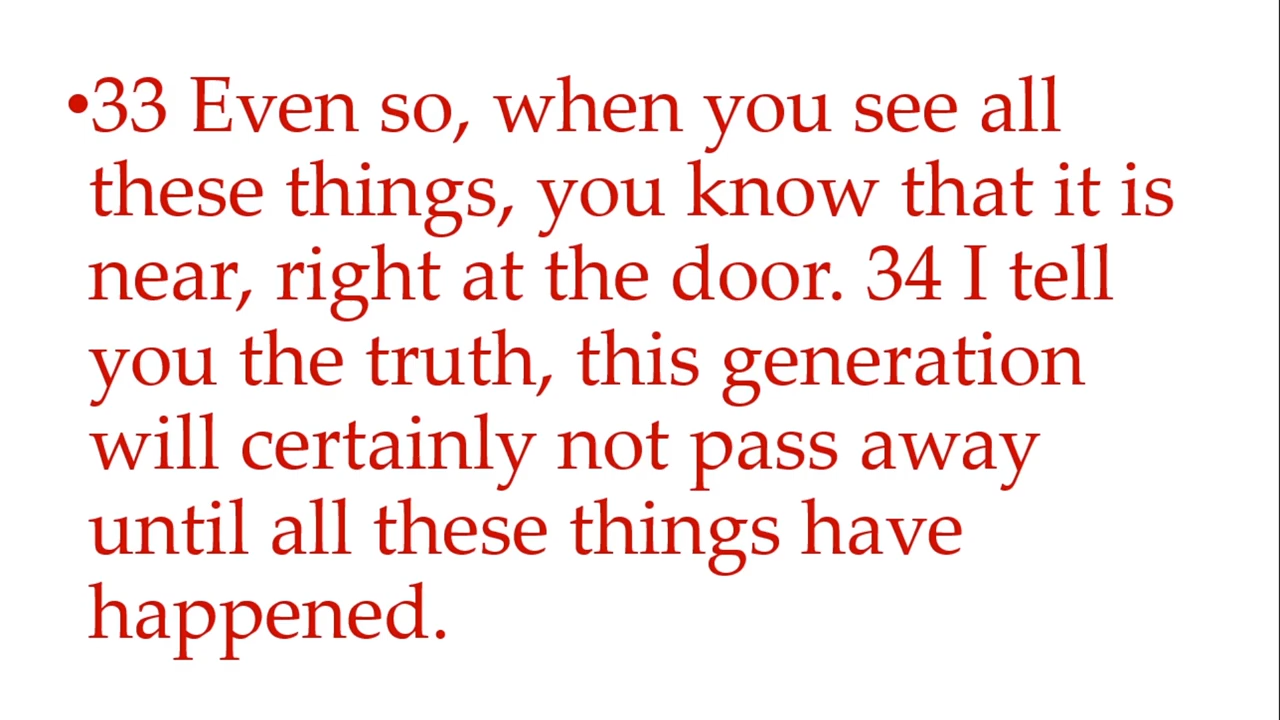 •33 Even so, when you see all
these things, you know that it is
near, right at the door. 34 I tell
you the truth, this generation
will certainly not pass away
until all these things have
happened.